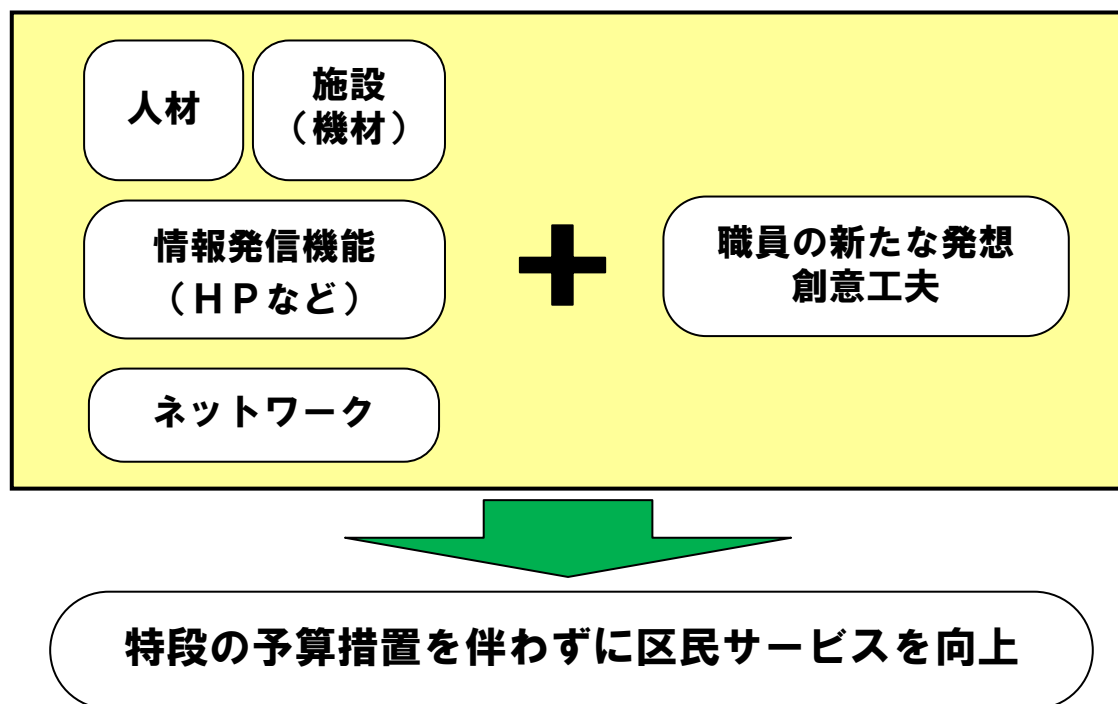 人材
施設
（機材）
情報発信機能
（ＨＰなど）
ネットワーク
＋
職員の新たな発想
創意工夫
特段の予算措置を伴わずに区民サービスを向上